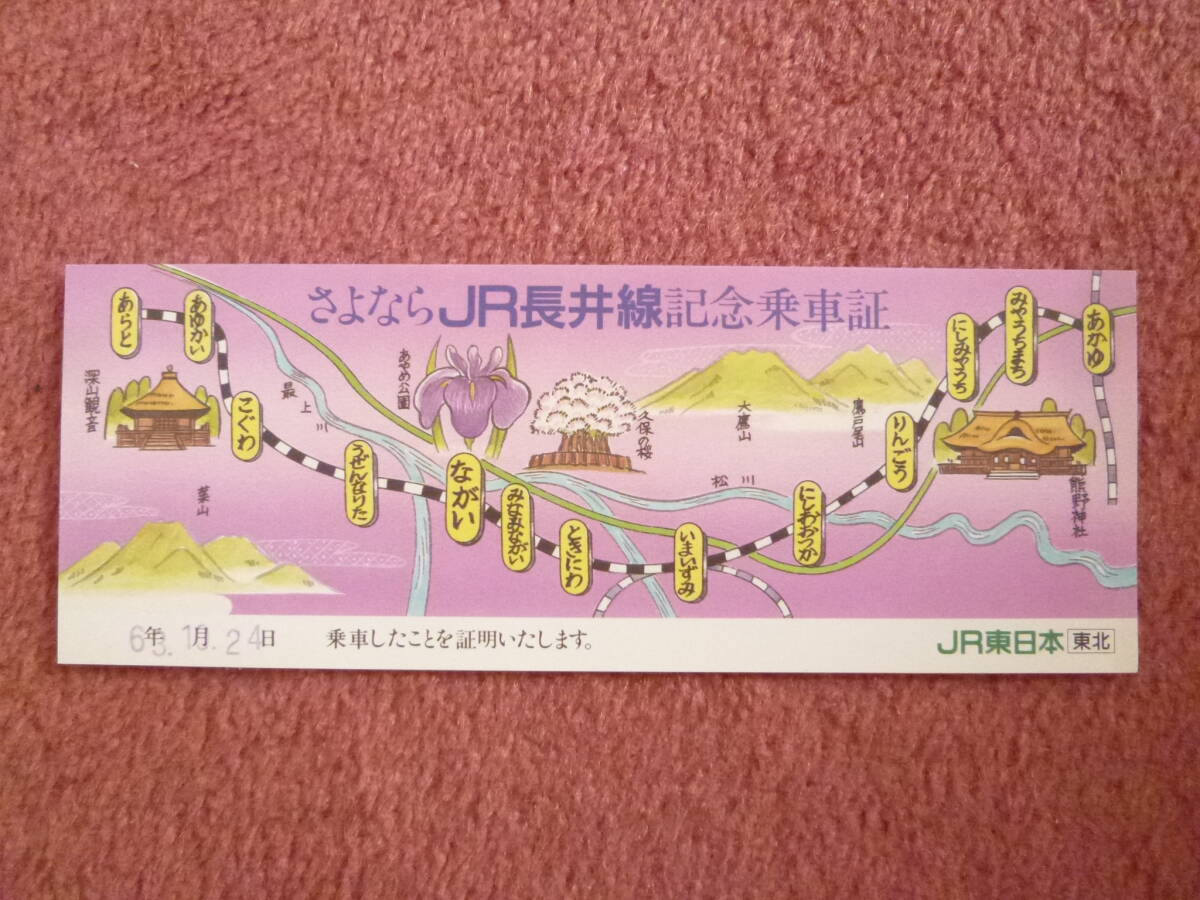 さよならJR長井線記念乗車証
あらと
あゆかい
こぐわ
うぜんなりた
ながい
みなみながい
ときにわ
いまいずみ
にしおおつか
りんごう
にしみやうち
みやうちまち
あかゆ
深山観音
最上川
あやめ公園
久保の桜
大鷹山
鷹戸屋山
松川
熊野神社
葉山
63.10.24
年 月 日 乗車したことを証明いたします。
JR東日本 東北